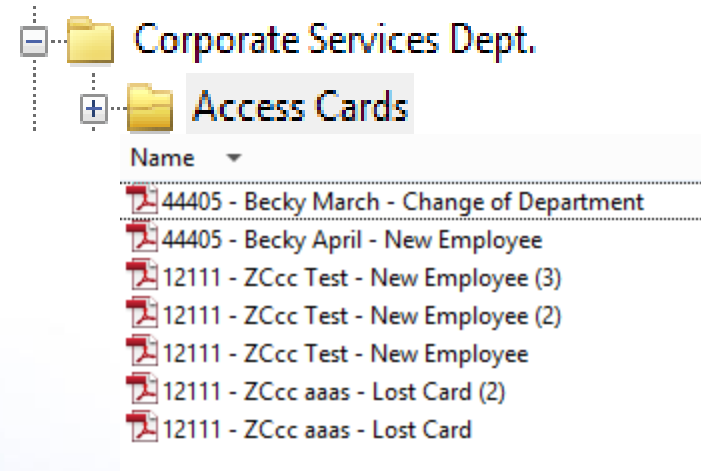 Corporate Services Dept.
Access Cards
Name
44405 - Becky March - Change of Department
44405 - Becky April - New Employee
12111 - ZCcc Test - New Employee (3)
12111 - ZCcc Test - New Employee (2)
12111 - ZCcc Test - New Employee
12111 - ZCcc aaas - Lost Card (2)
12111 - ZCcc aaas - Lost Card